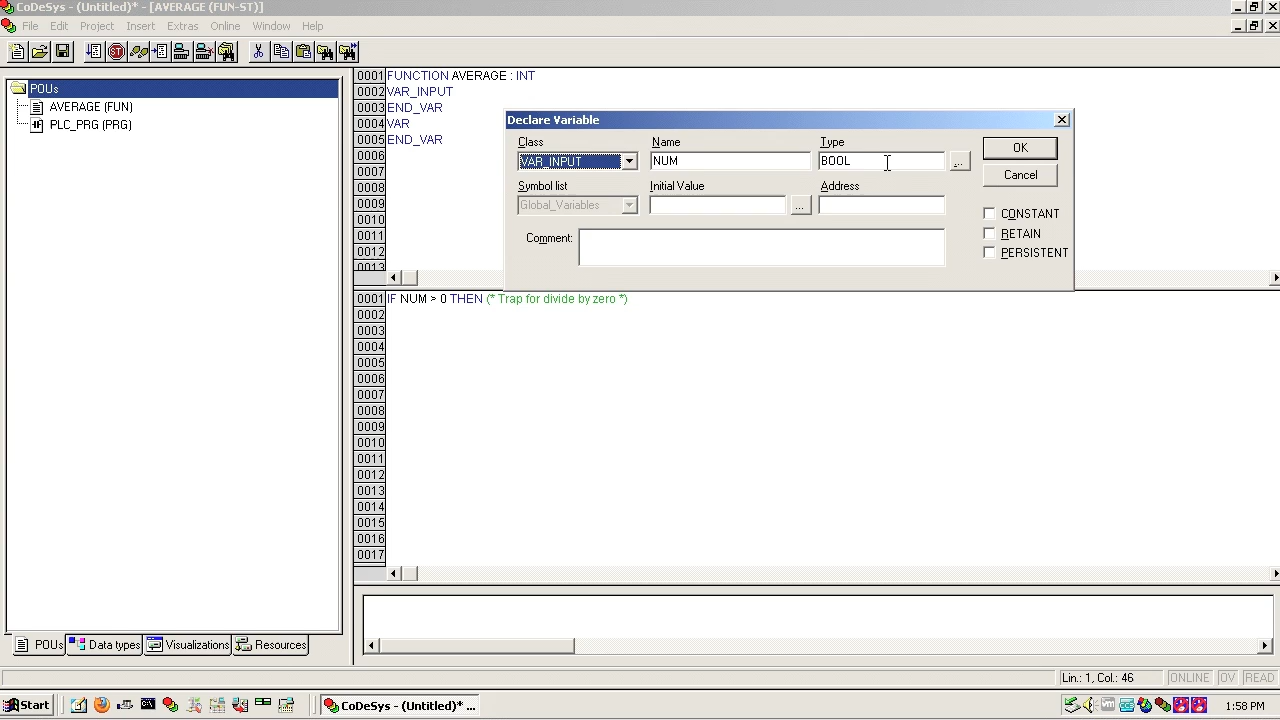 CoDeSys - (Untitled)* - [AVERAGE (FUN-ST)]
File Edit Project Insert Extras Online Window Help
POUs
AVERAGE (FUN)
PLC_PRG (PRG)
0001 FUNCTION AVERAGE : INT
0002 VAR_INPUT
0003 END_VAR
0004 VAR
0005 END_VAR
0006
0007
0008
0009
0010
0011
0012
0013
Declare Variable
Class Name Type
VAR_INPUT NUM BOOL ... OK
Cancel
Symbol list Initial Value Address
Global_Variables ...
CONSTANT
Comment: RETAIN
PERSISTENT
0001 IF NUM > 0 THEN (* Trap for divide by zero *)
0002
0003
0004
0005
0006
0007
0008
0009
0010
0011
0012
0013
0014
0015
0016
0017
POUs Data types Visualizations Resources
Lin.: 1, Col.: 46 ONLINE OV READ
Start CoDeSys - (Untitled)* ... 1:58 PM